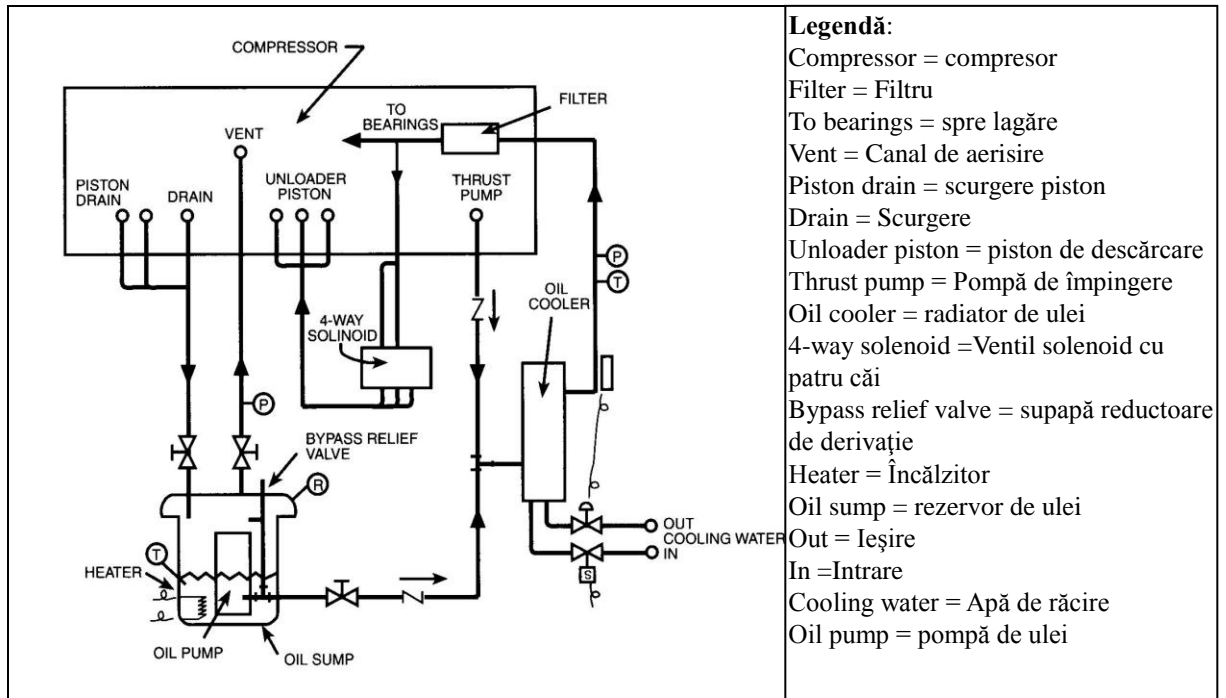 COMPRESSOR
FILTER
TO
BEARINGS
VENT
PISTON
DRAIN
DRAIN
UNLOADER
PISTON
THRUST
PUMP
P
T
OIL
COOLER
4-WAY
SOLINOID
P
BYPASS RELIEF
VALVE
R
OUT
COOLING WATER
IN
S
T
HEATER
OIL PUMP
OIL SUMP
Legendă:
Compressor = compresor
Filter = Filtru
To bearings = spre lagăre
Vent = Canal de aerisire
Piston drain = scurgere piston
Drain = Scurgere
Unloader piston = piston de descărcare
Thrust pump = Pompă de împingere
Oil cooler = radiator de ulei
4-way solenoid =Ventil solenoid cu
patru căi
Bypass relief valve = supapă reductoare
de derivaţie
Heater = Încălzitor
Oil sump = rezervor de ulei
Out = Ieşire
In =Intrare
Cooling water = Apă de răcire
Oil pump = pompă de ulei